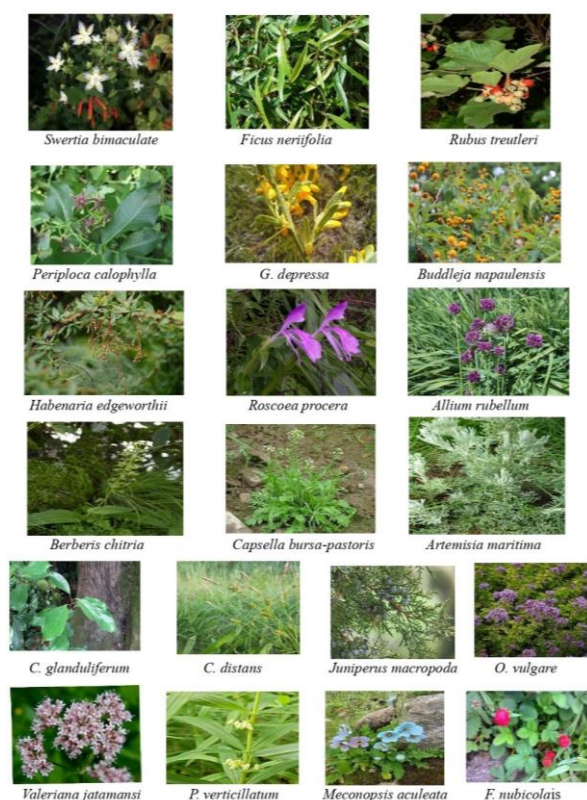 Swertia bimaculate Ficus neriifolia Rubus treutleri
Periploca calophylla G. depressa Buddleja napaulensis
Habenaria edgeworthii Roscoea procera Allium rubellum
Berberis chitria Capsella bursa-pastoris Artemisia maritima
C. glanduliferum C. distans Juniperus macropoda O. vulgare
Valeriana jatamansi P. verticillatum Meconopsis aculeata F. nubicolais